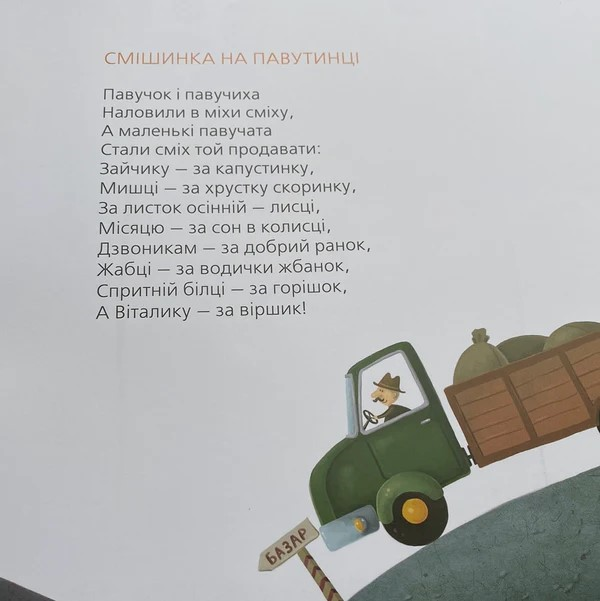 СМІШИНКА НА ПАВУТИНЦІ
Павучок і павучиха
Наловили в міхи сміху,
А маленькі павучата
Стали сміх той продавати:
Зайчику — за капустинку,
Мишці — за хрустку скоринку,
За листок осінній — лисці,
Місяцю — за сон в колисці,
Дзвоникам — за добрий ранок,
Жабці — за водички жбанок,
Спритній білці — за горішок,
А Віталику — за віршик!
БАЗАР